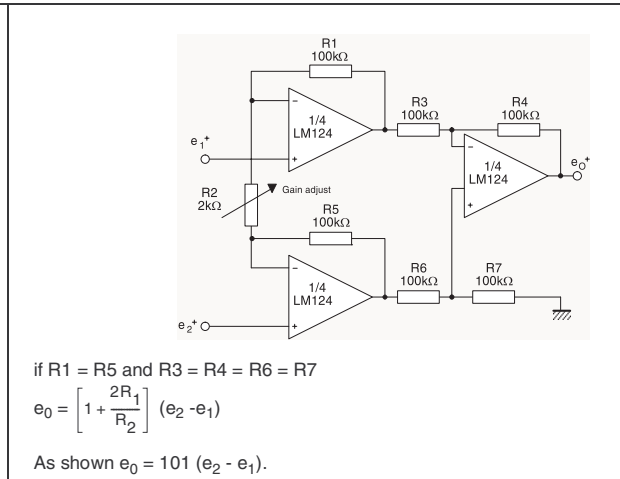 R1
100kΩ
R3
100kΩ
R4
100kΩ
1/4
LM124
e1+
1/4
LM124
eO+
R2
2kΩ
Gain adjust
R5
100kΩ
R6
100kΩ
R7
100kΩ
1/4
LM124
e2+
if R1 = R5 and R3 = R4 = R6 = R7
e0 = [1 + 2R1/R2] (e2 -e1)
As shown e0 = 101 (e2 - e1).